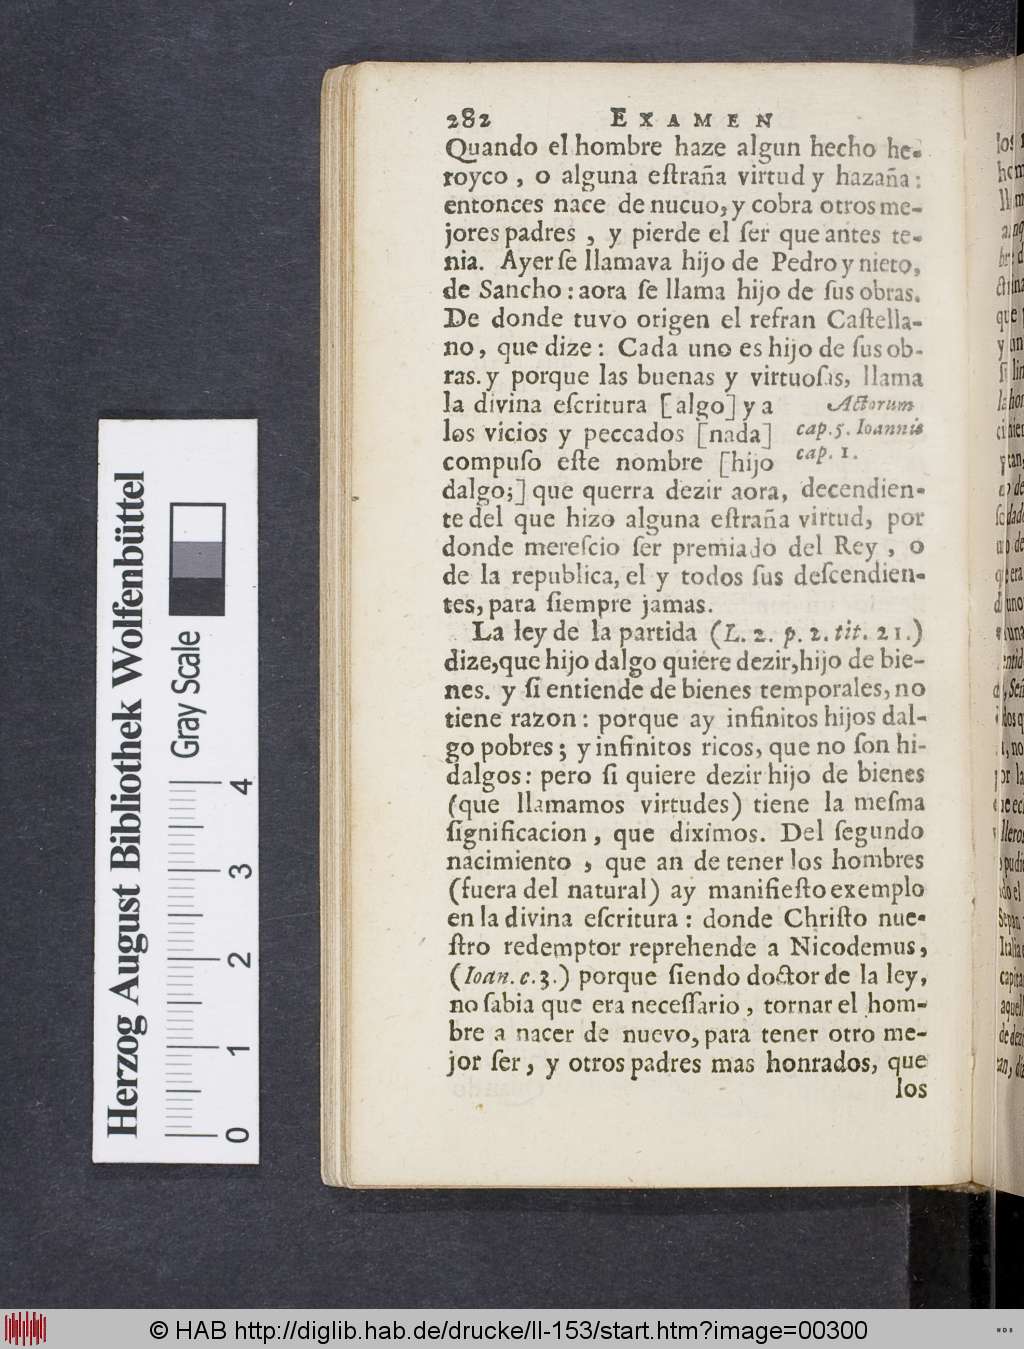 282 EXAMEN
Quando el hombre haze algun hecho he-
royco, o alguna eſtraña virtud y hazaña:
entonces nace de nucuo, y cobra otros me-
jores padres, y pierde el ſer que antes te-
nia. Ayer ſe llamava hijo de Pedro y nieto,
de Sancho: aora ſe llama hijo de ſus obras.
De donde tuvo origen el refran Caſtella-
no, que dize: Cada uno es hijo de ſus ob-
ras. y porque las buenas y virtuoſas, llama
la divina eſcritura [algo] y a
los vicios y peccados [nada]
compuſo eſte nombre [hijo
Actorum
cap. 5. Ioannis
cap. 1.
dalgo;] que querra dezir aora, decendien-
te del que hizo alguna eſtraña virtud, por
donde mereſcio ſer premiado del Rey, o
de la republica, el y todos ſus deſcendien-
tes, para ſiempre jamas.
La ley de la partida (L. 2. p. 2. tit. 21.)
dize, que hijo dalgo quiere dezir, hijo de bie-
nes. y ſi entiende de bienes temporales, no
tiene razon: porque ay infinitos hijos dal-
go pobres; y infinitos ricos, que no ſon hi-
dalgos: pero ſi quiere dezir hijo de bienes
(que llamamos virtudes) tiene la meſma
ſignificacion, que diximos. Del ſegundo
nacimiento, que an de tener los hombres
(fuera del natural) ay manifieſto exemplo
en la divina eſcritura: donde Chriſto nue-
ſtro redemptor reprehende a Nicodemus,
(Ioan. c. 3.) porque ſiendo doctor de la ley,
no ſabia que era neceſſario, tornar el hom-
bre a nacer de nuevo, para tener otro me-
jor ſer, y otros padres mas honrados, que
los
Herzog August Bibliothek Wolfenbüttel
Gray Scale
0 1 2 3 4
© HAB http://diglib.hab.de/drucke/ll-153/start.htm?image=00300